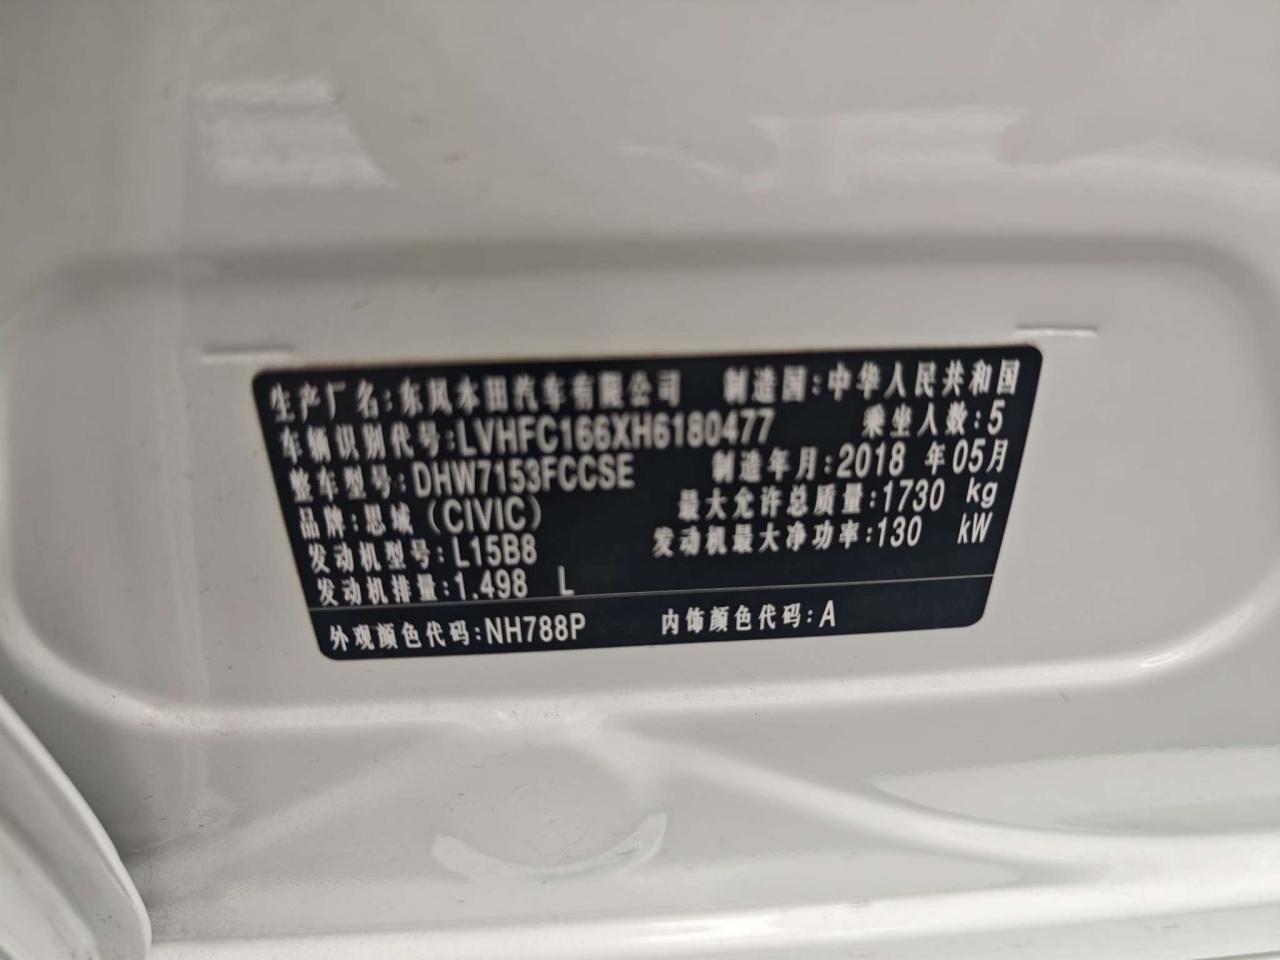 生产厂名:东风本田汽车有限公司 制造国:中华人民共和国
车辆识别代号:LVHFC166XH6180477 乘坐人数:5
整车型号:DHW7153FCCSE 制造年月:2018 年05月
品牌:思域(CIVIC) 最大允许总质量:1730 kg
发动机型号:L15B8 发动机最大净功率:130 kW
发动机排量:1.498 L
外观颜色代码:NH788P 内饰颜色代码:A